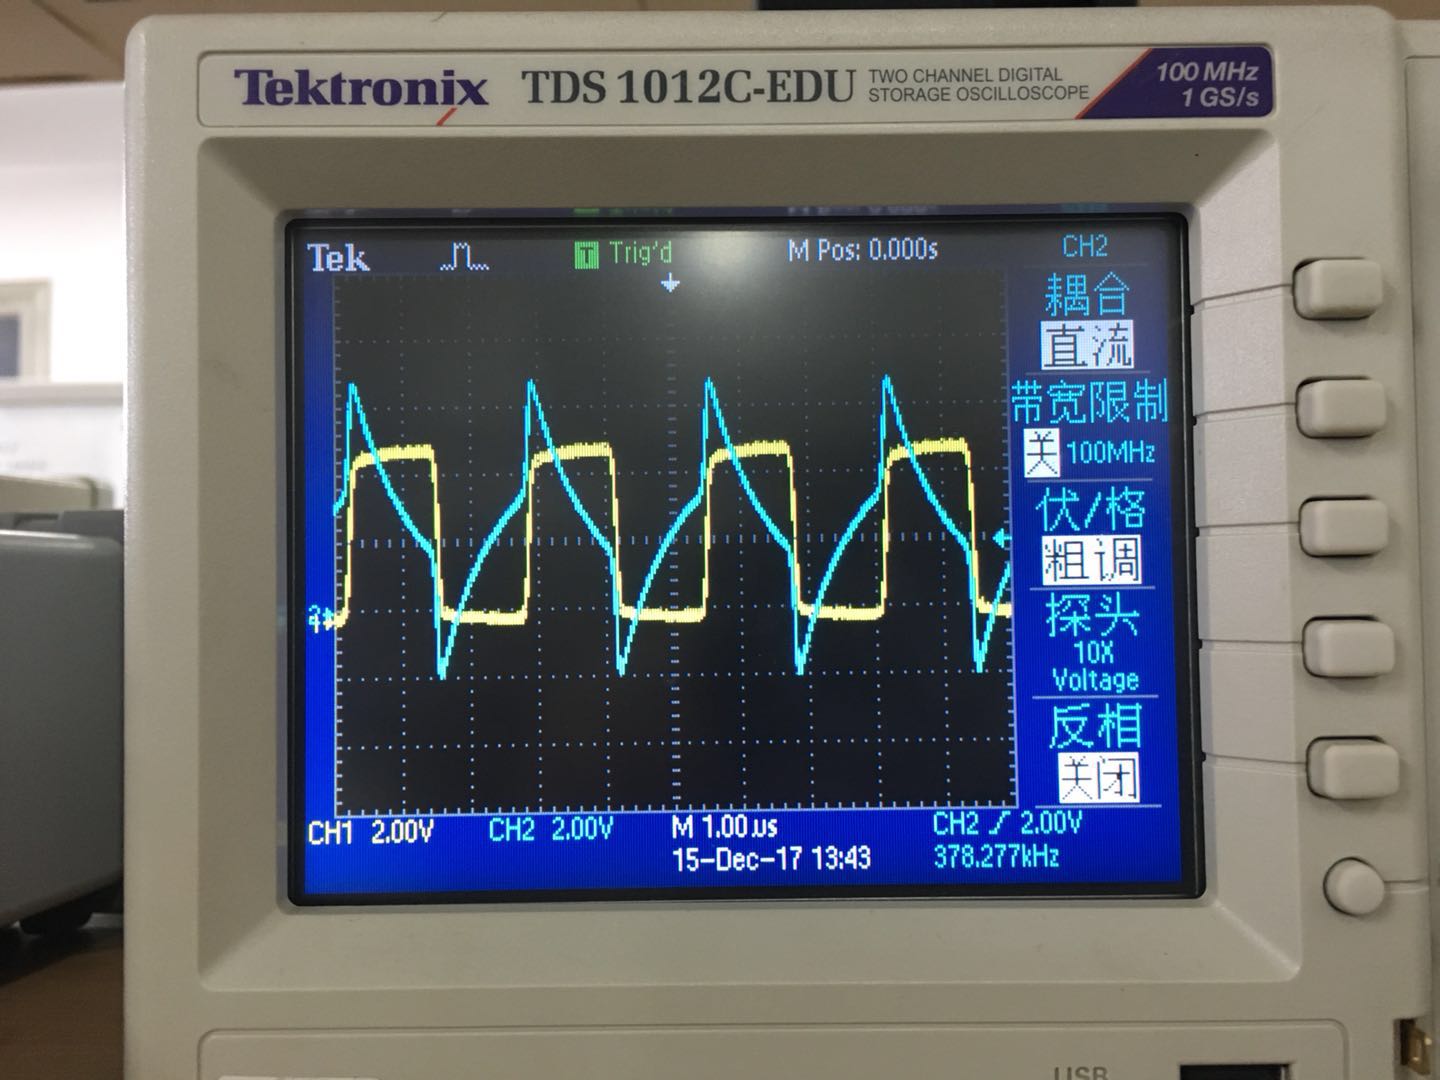 Tektronix TDS 1012C-EDU TWO CHANNEL DIGITAL STORAGE OSCILLOSCOPE
100 MHz
1 GS/s
Tek T Trig'd M Pos: 0.000s CH2
耦合
直流
带宽限制
关 100MHz
伏/格
粗调
探头
10X
Voltage
反相
关闭
CH1 2.00V CH2 2.00V M 1.00µs CH2 / 2.00V
15-Dec-17 13:43 378.277kHz
USB